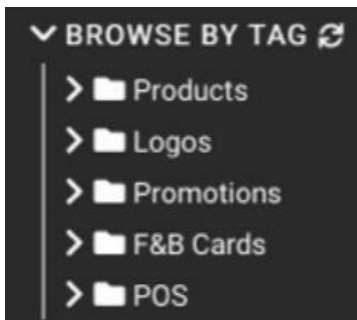 BROWSE BY TAG
Products
Logos
Promotions
F&B Cards
POS